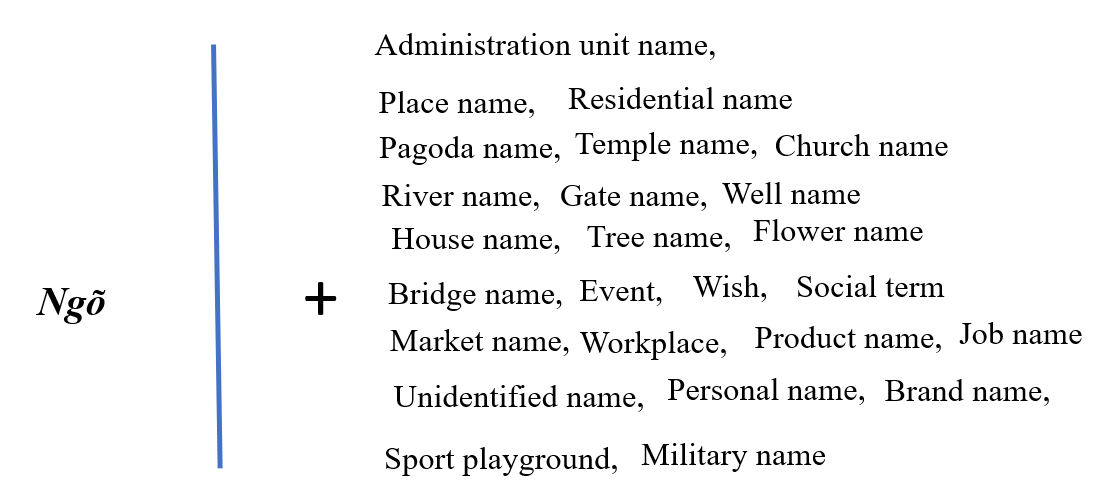 Administration unit name,
Place name, Residential name
Pagoda name, Temple name, Church name
River name, Gate name, Well name
House name, Tree name, Flower name
Ngõ + Bridge name, Event, Wish, Social term
Market name, Workplace, Product name, Job name
Unidentified name, Personal name, Brand name,
Sport playground, Military name